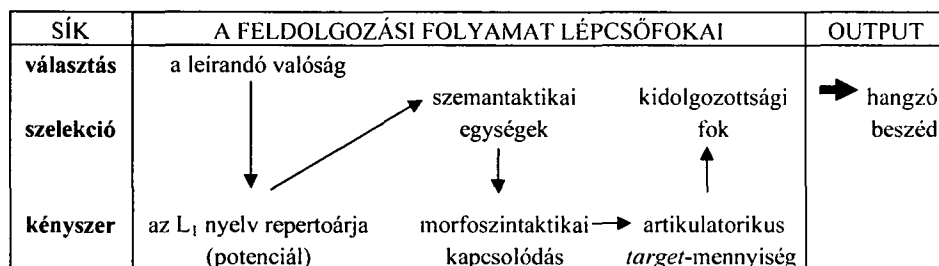 SÍK A FELDOLGOZÁSI FOLYAMAT LÉPCSŐFOKAI OUTPUT
választás a leírandó valóság
szemantaktikai kidolgozottsági hangzó
szelekció egységek fok beszéd
kényszer az L₁ nyelv repertoárja morfoszintaktikai artikulatorikus
(potenciál) kapcsolódás target-mennyiség